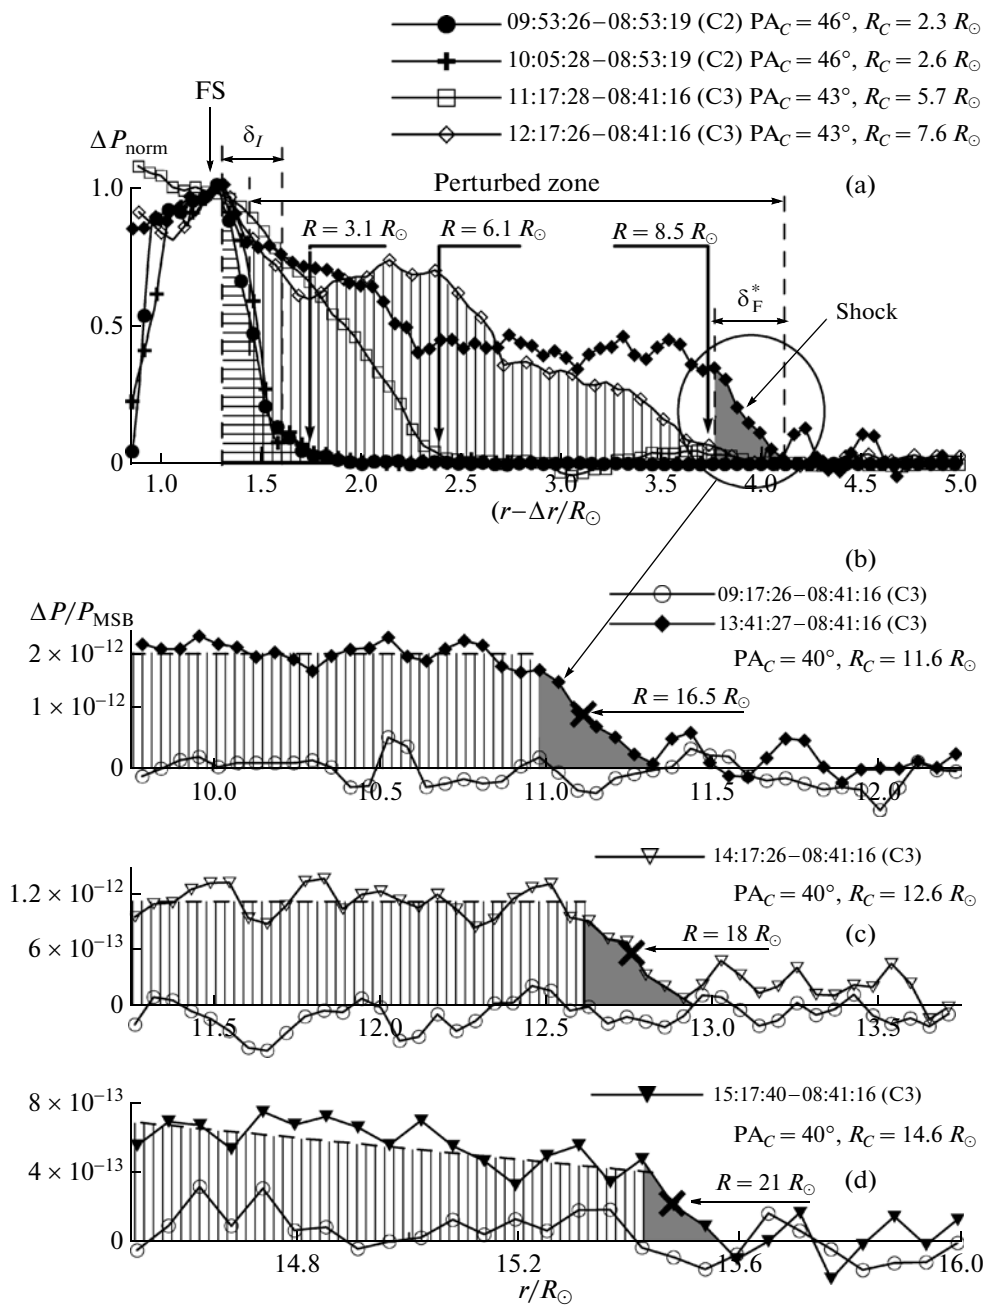 09:53:26–08:53:19 (C2) PA_C = 46°, R_C = 2.3 R_⊙
10:05:28–08:53:19 (C2) PA_C = 46°, R_C = 2.6 R_⊙
11:17:28–08:41:16 (C3) PA_C = 43°, R_C = 5.7 R_⊙
12:17:26–08:41:16 (C3) PA_C = 43°, R_C = 7.6 R_⊙
FS
ΔP_norm
δ_I
Perturbed zone
(a)
1.0
R = 3.1 R_⊙
R = 6.1 R_⊙
R = 8.5 R_⊙
δ*_F
Shock
0.5
0
1.0 1.5 2.0 2.5 3.0 3.5 4.0 4.5 5.0
(r–Δr/R_⊙
(b)
09:17:26–08:41:16 (C3)
ΔP/P_MSB
13:41:27–08:41:16 (C3)
2 × 10⁻¹²
PA_C = 40°, R_C = 11.6 R_⊙
R = 16.5 R_⊙
1 × 10⁻¹²
0
10.0 10.5 11.0 11.5 12.0
14:17:26–08:41:16 (C3)
1.2 × 10⁻¹²
PA_C = 40°, R_C = 12.6 R_⊙
R = 18 R_⊙
(c)
6 × 10⁻¹³
0
11.5 12.0 12.5 13.0 13.5
8 × 10⁻¹³
15:17:40–08:41:16 (C3)
PA_C = 40°, R_C = 14.6 R_⊙
4 × 10⁻¹³
R = 21 R_⊙
(d)
0
14.8 15.2 15.6 16.0
r/R_⊙